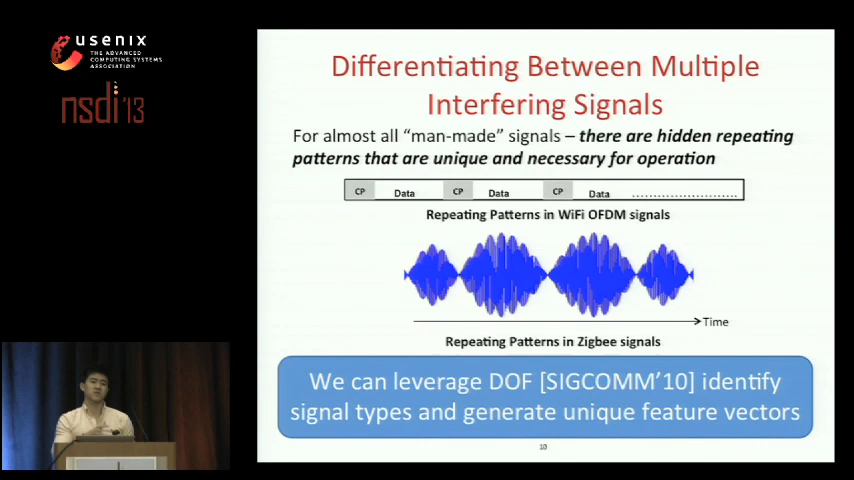 usenix
THE ADVANCED
COMPUTING SYSTEMS
ASSOCIATION
nsdi '13
Differentiating Between Multiple
Interfering Signals
For almost all “man-made” signals – there are hidden repeating
patterns that are unique and necessary for operation
CP Data CP Data CP Data ..........................
Repeating Patterns in WiFi OFDM signals
Time
Repeating Patterns in Zigbee signals
We can leverage DOF [SIGCOMM’10] identify
signal types and generate unique feature vectors
10